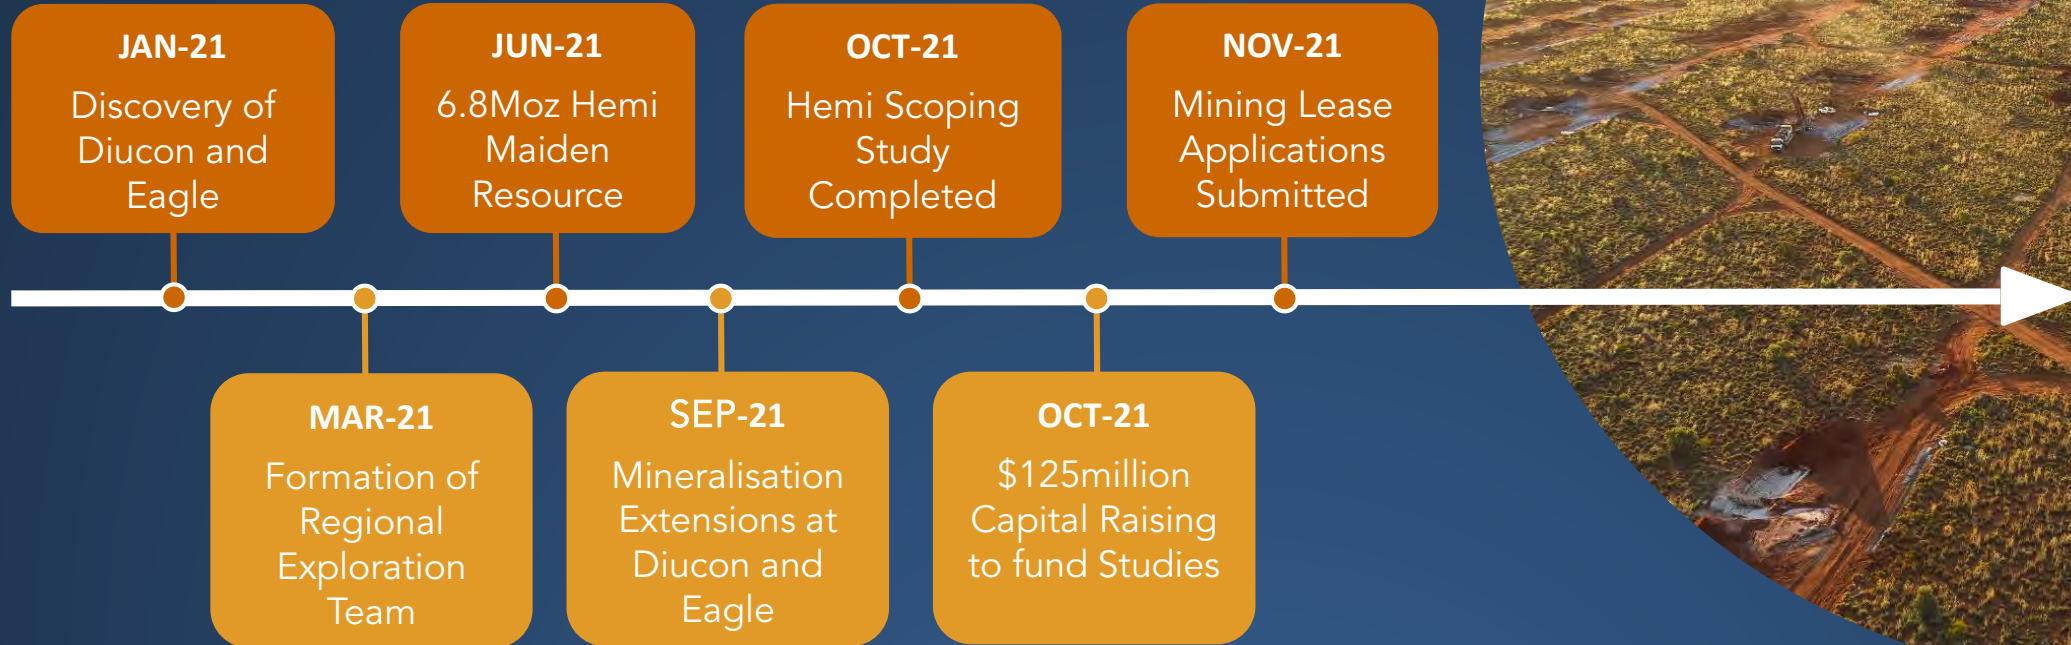 JAN-21
Discovery of
Diucon and
Eagle
MAR-21
Formation of
Regional
Exploration
Team
JUN-21
6.8Moz Hemi
Maiden
Resource
SEP-21
Mineralisation
Extensions at
Diucon and
Eagle
OCT-21
Hemi Scoping
Study
Completed
OCT-21
$125million
Capital Raising
to fund Studies
NOV-21
Mining Lease
Applications
Submitted